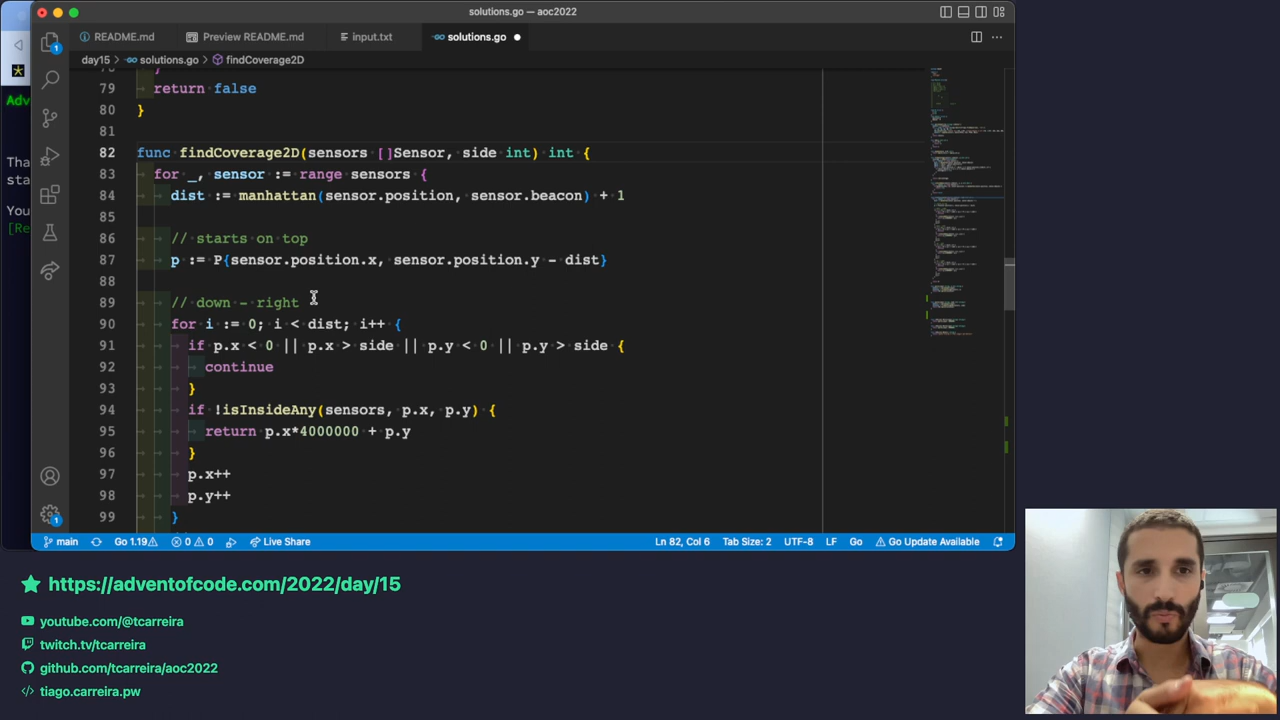 solutions.go — aoc2022
README.md
Preview README.md
input.txt
solutions.go
day15 > solutions.go > findCoverage2D
79 return false
80 }
81
82 func findCoverage2D(sensors []Sensor, side int) int {
for _, sensor := range sensors {
84 dist := manhattan(sensor.position, sensor.beacon) + 1
85
86 // starts on top
87 p := P{sensor.position.x, sensor.position.y - dist}
88
89 // down - right
90 for i := 0; i < dist; i++ {
91 if p.x < 0 || p.x > side || p.y < 0 || p.y > side {
92 continue
93 }
94 if !isInsideAny(sensors, p.x, p.y) {
95 return p.x*4000000 + p.y
96 }
97 p.x++
98 p.y++
99 }
main Go 1.19 0 0 Live Share Ln 82, Col 6 Tab Size: 2 UTF-8 LF Go Go Update Available
https://adventofcode.com/2022/day/15
youtube.com/@tcarreira
twitch.tv/tcarreira
github.com/tcarreira/aoc2022
</> tiago.carreira.pw